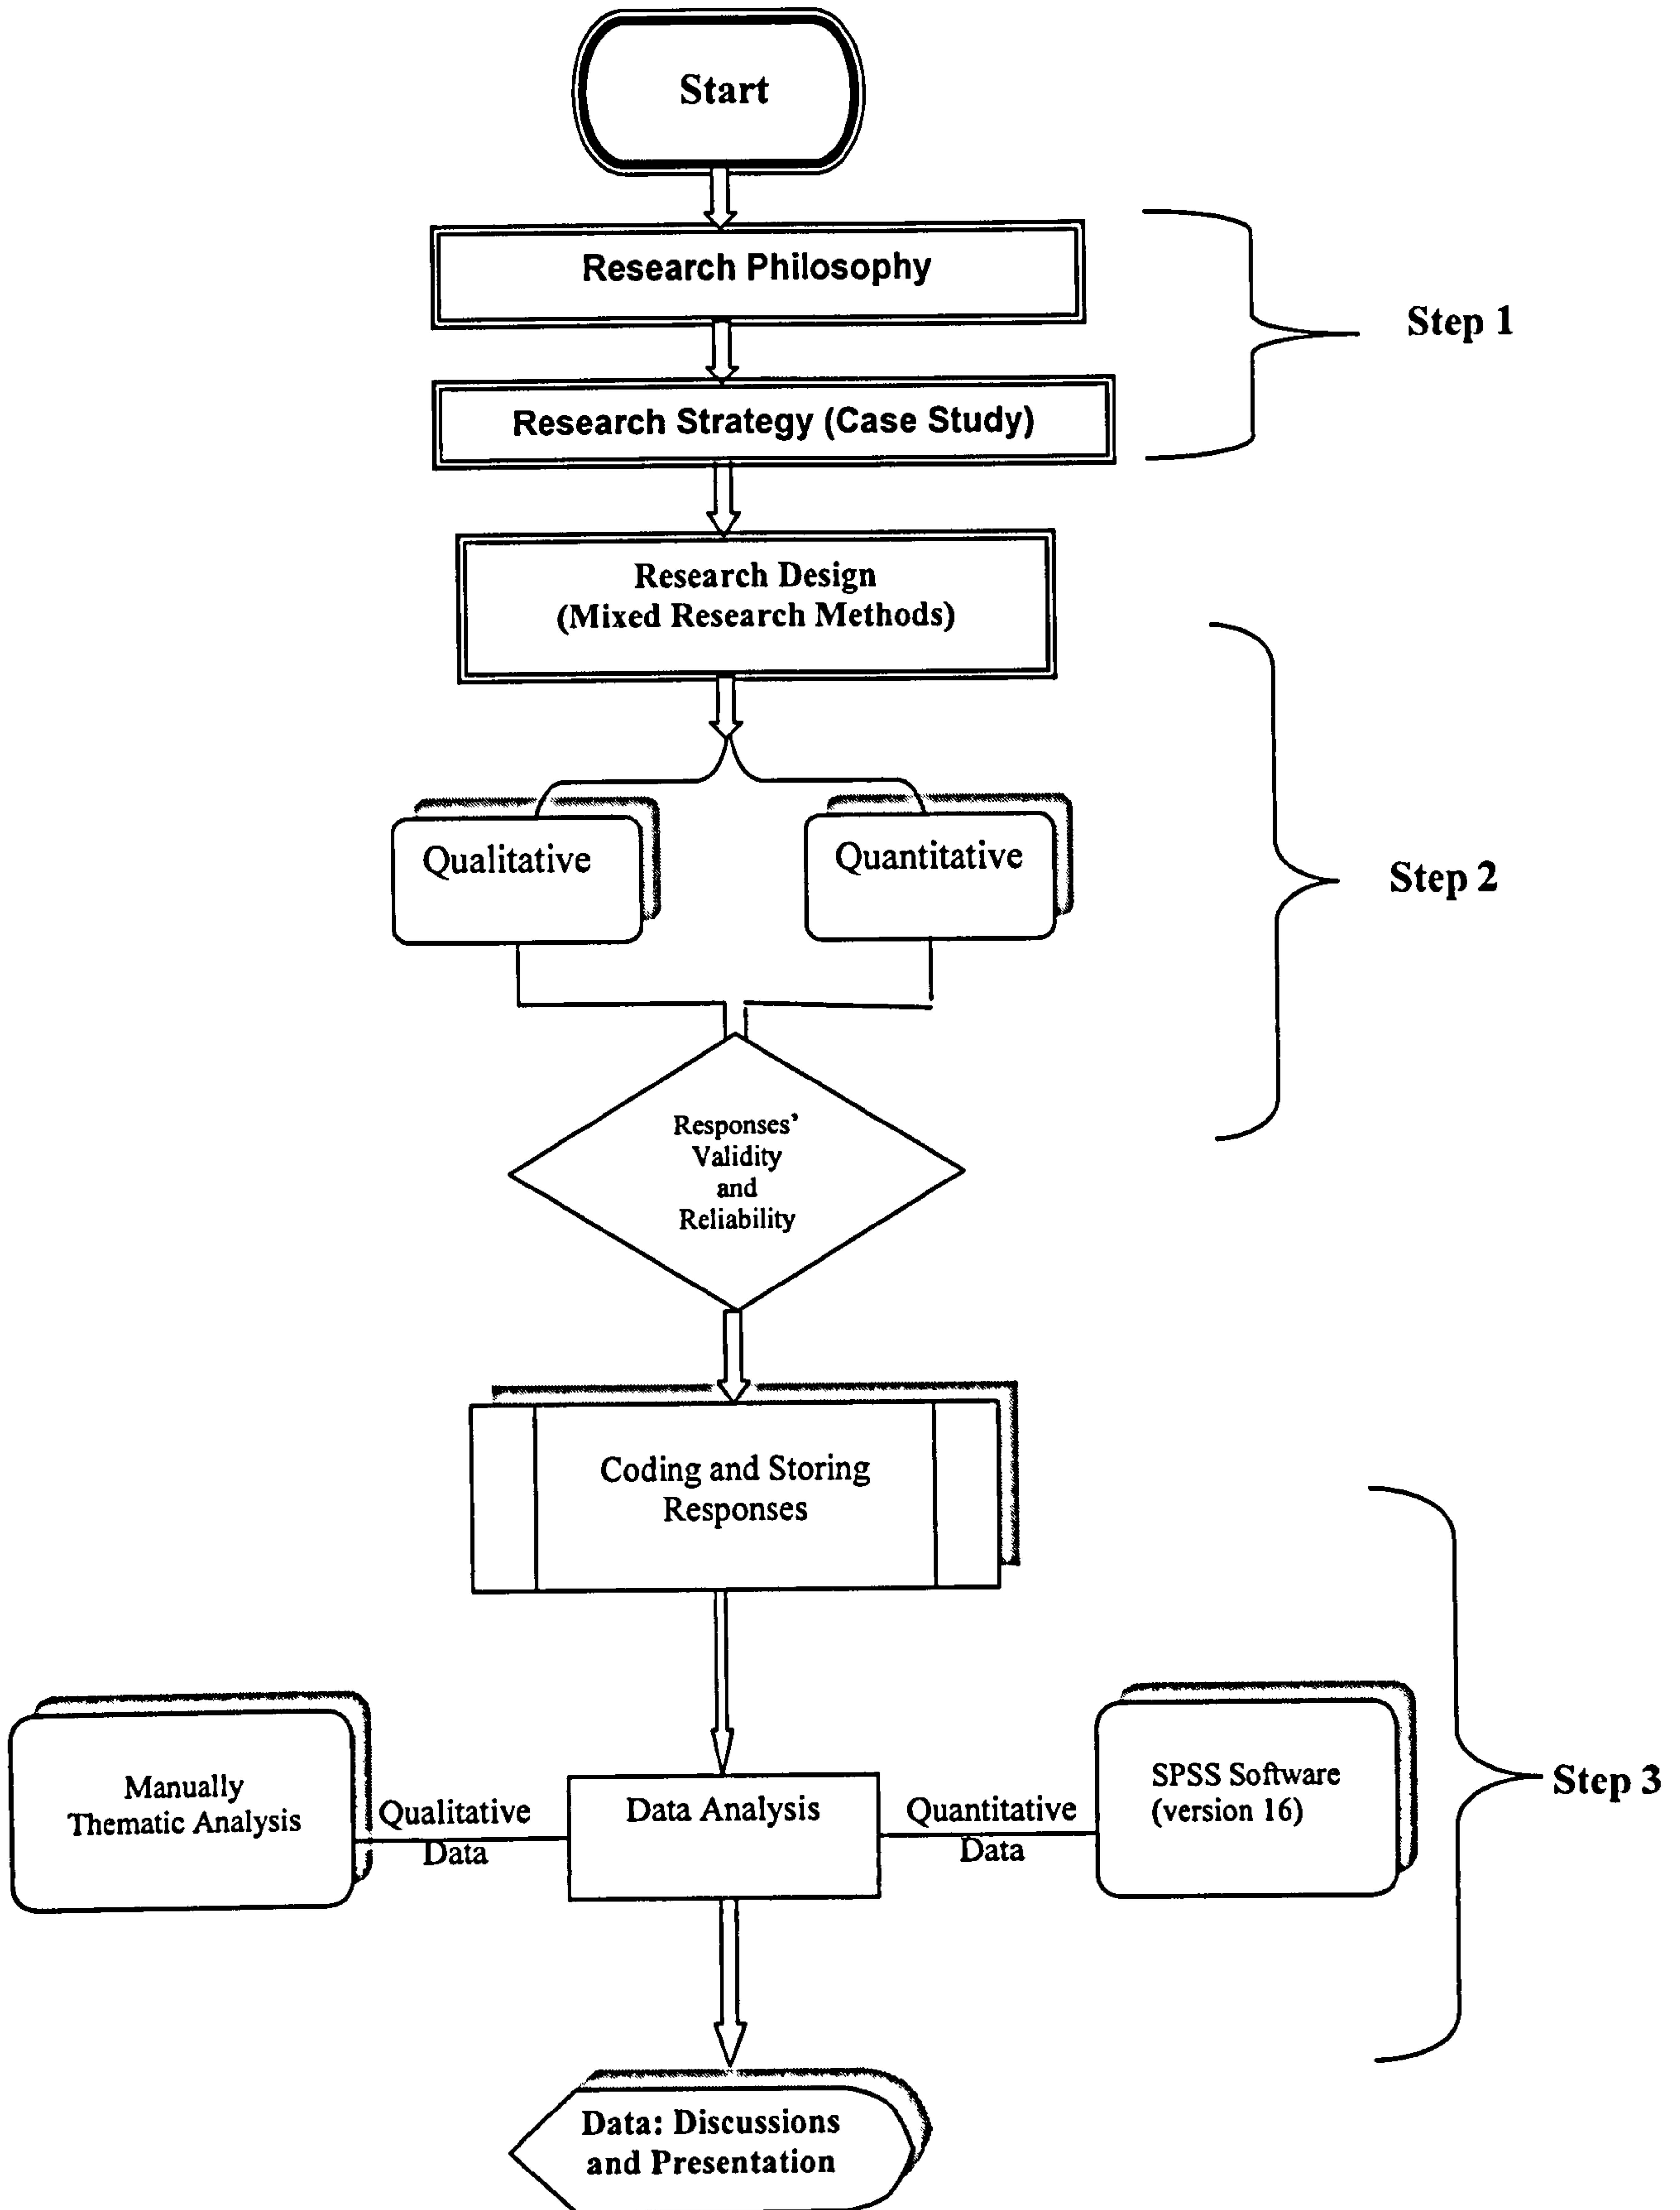 Start
Research Philosophy
Step 1
Research Strategy (Case Study)
Research Design
(Mixed Research Methods)
Qualitative
Quantitative
Step 2
Responses’
Validity
and
Reliability
Coding and Storing
Responses
Manually
Thematic Analysis
Qualitative
Data
Data Analysis
Quantitative
Data
SPSS Software
(version 16)
Step 3
Data: Discussions
and Presentation